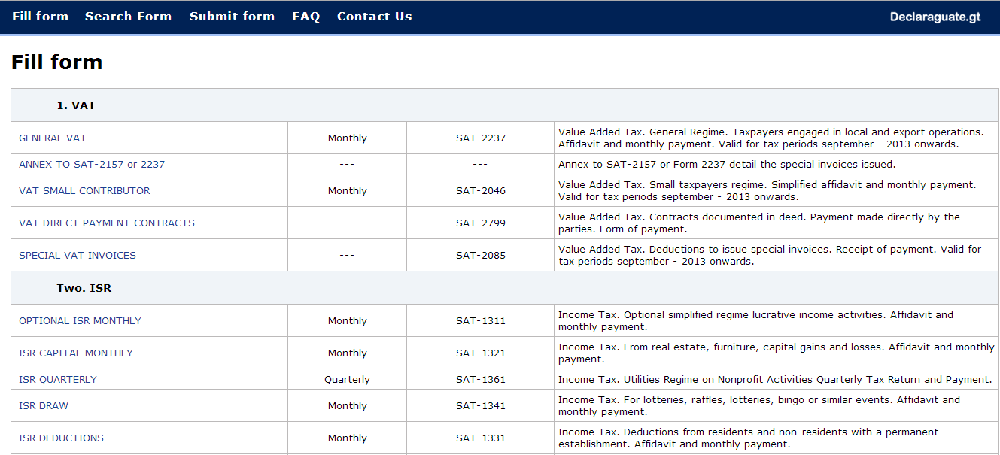 Fill form Search Form Submit form FAQ Contact Us Declaraguate.gt
Fill form
1. VAT
GENERAL VAT Monthly SAT-2237 Value Added Tax. General Regime. Taxpayers engaged in local and export operations.
Affidavit and monthly payment. Valid for tax periods september - 2013 onwards.
ANNEX TO SAT-2157 or 2237 --- --- Annex to SAT-2157 or Form 2237 detail the special invoices issued.
VAT SMALL CONTRIBUTOR Monthly SAT-2046 Value Added Tax. Small taxpayers regime. Simplified affidavit and monthly payment.
Valid for tax periods september - 2013 onwards.
VAT DIRECT PAYMENT CONTRACTS --- SAT-2799 Value Added Tax. Contracts documented in deed. Payment made directly by the
parties. Form of payment.
SPECIAL VAT INVOICES --- SAT-2085 Value Added Tax. Deductions to issue special invoices. Receipt of payment. Valid for
tax periods september - 2013 onwards.
Two. ISR
OPTIONAL ISR MONTHLY Monthly SAT-1311 Income Tax. Optional simplified regime lucrative income activities. Affidavit and
monthly payment.
ISR CAPITAL MONTHLY Monthly SAT-1321 Income Tax. From real estate, furniture, capital gains and losses. Affidavit and monthly
payment.
ISR QUARTERLY Quarterly SAT-1361 Income Tax. Utilities Regime on Nonprofit Activities Quarterly Tax Return and Payment.
ISR DRAW Monthly SAT-1341 Income Tax. For lotteries, raffles, lotteries, bingo or similar events. Affidavit and
monthly payment.
ISR DEDUCTIONS Monthly SAT-1331 Income Tax. Deductions from residents and non-residents with a permanent
establishment. Affidavit and monthly payment.